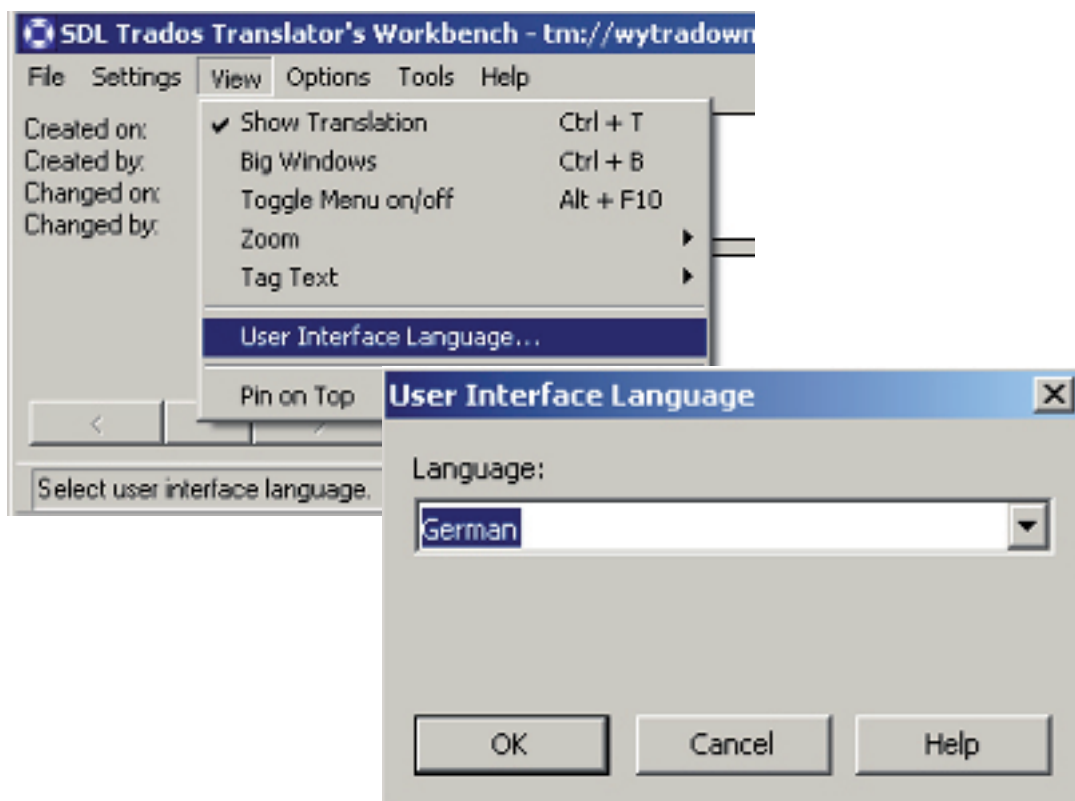 SDL Trados Translator's Workbench - tm://wytradown
File Settings View Options Tools Help
Created on:
Created by:
Changed on:
Changed by:
✔ Show Translation Ctrl + T
Big Windows Ctrl + B
Toggle Menu on/off Alt + F10
Zoom
Tag Text
User Interface Language...
Pin on Top
< >
Select user interface language.
User Interface Language
Language:
German
OK Cancel Help